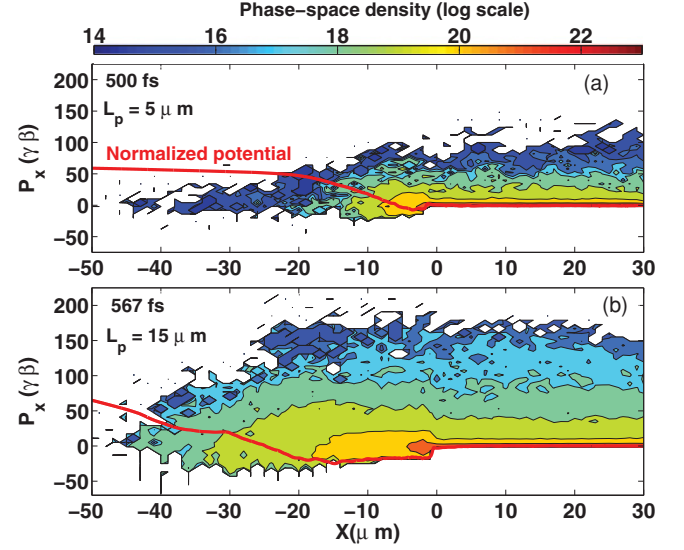 Phase-space density (log scale)
14 16 18 20 22
200
150
100
50
0
-50
P_x (γ β)
500 fs
(a)
L_p = 5 μ m
Normalized potential
-50 -40 -30 -20 -10 0 10 20 30
200
150
100
50
0
-50
P_x (γ β)
567 fs
(b)
L_p = 15 μ m
-50 -40 -30 -20 -10 0 10 20 30
X(μ m)